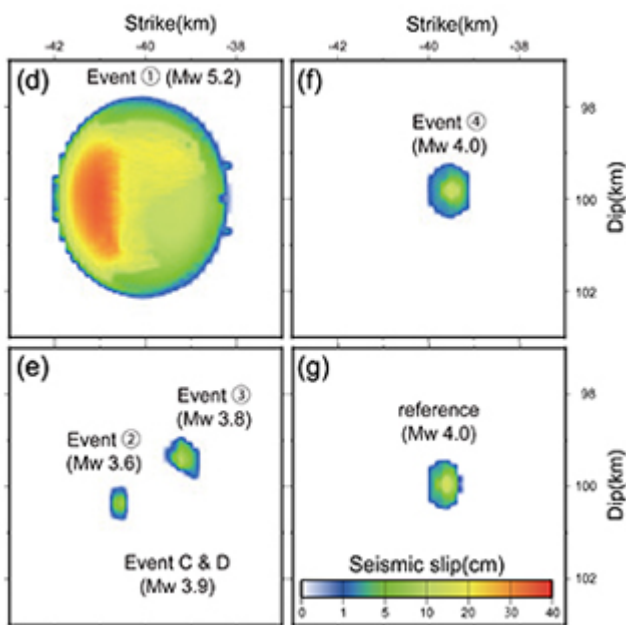 Strike(km)
Strike(km)
-42 -40 -38
-42 -40 -38
(d)
Event ① (Mw 5.2)
(f)
Event ④
(Mw 4.0)
98
100
102
Dip(km)
(e)
Event ③
(Mw 3.8)
Event ②
(Mw 3.6)
Event C & D
(Mw 3.9)
(g)
reference
(Mw 4.0)
Seismic slip(cm)
0 1 5 10 20 30 40
98
100
102
Dip(km)